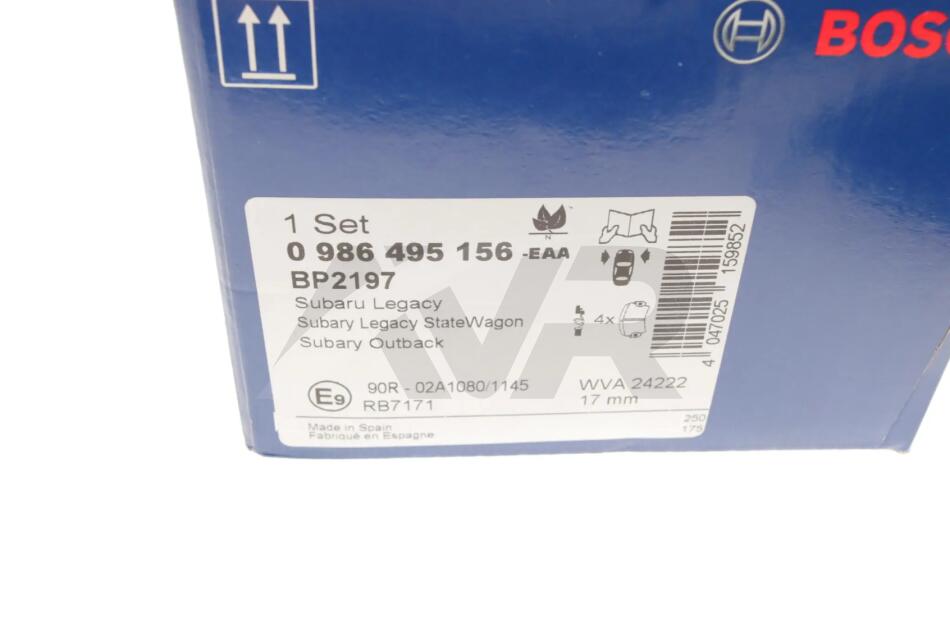 BOSC
1 Set
0 986 495 156 -EAA
BP2197
Subaru Legacy
Subary Legacy StateWagon
Subary Outback
4x
4 047025 159852
E9
90R - 02A1080/1145
RB7171
WVA 24222
17 mm
Made in Spain
Fabriqué en Espagne
250
175
N
AVR